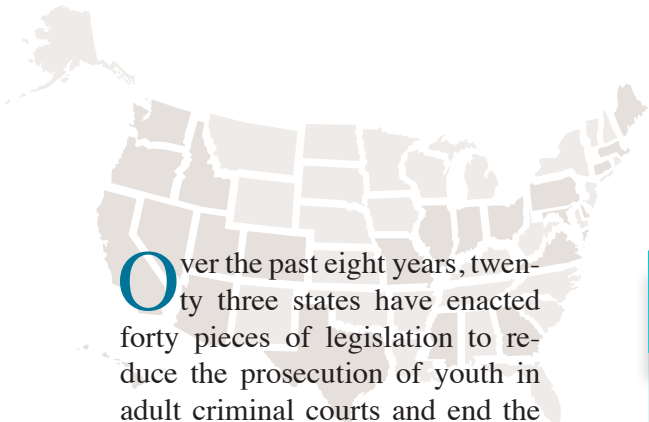 Over the past eight years, twen-
ty three states have enacted
forty pieces of legislation to re-
duce the prosecution of youth in
adult criminal courts and end the